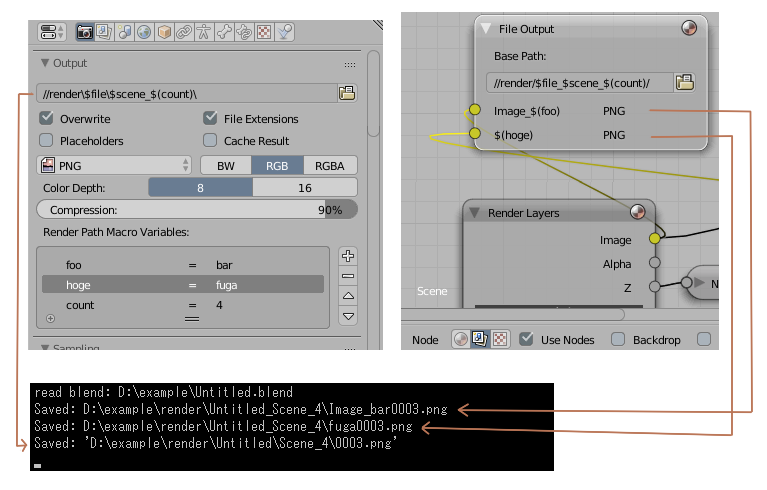 Output
//render\$file\$scene_$(count)\
Overwrite
File Extensions
Placeholders
Cache Result
PNG
BW
RGB
RGBA
Color Depth:
8
16
Compression:
90%
Render Path Macro Variables:
foo = bar
hoge = fuga
count = 4
Sampling
File Output
Base Path:
//render/$file_$scene_$(count)/
Image_$(foo) PNG
$(hoge) PNG
Render Layers
Image
Alpha
Z
Scene
N
Node
Use Nodes
Backdrop
read blend: D:\example\Untitled.blend
Saved: D:\example\render\Untitled_Scene_4\Image_bar0003.png
Saved: D:\example\render\Untitled_Scene_4\fuga0003.png
Saved: 'D:\example\render\Untitled\Scene_4\0003.png'